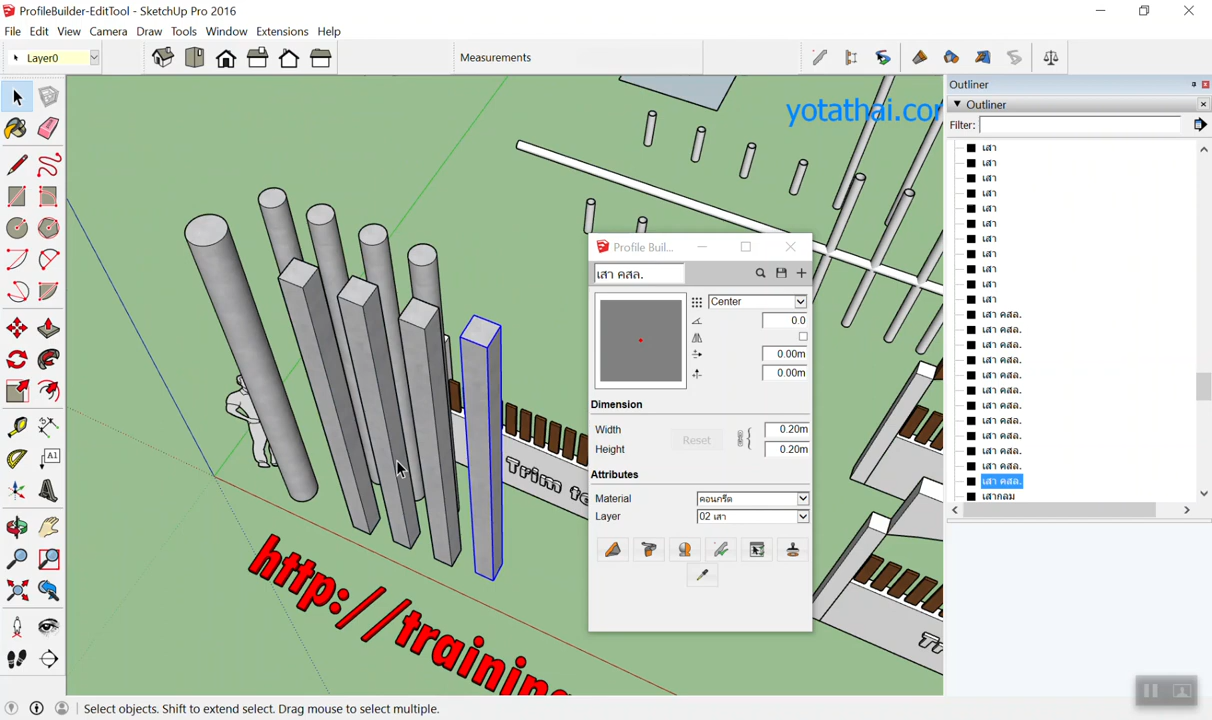 ProfileBuilder-EditTool - SketchUp Pro 2016
File Edit View Camera Draw Tools Window Extensions Help
Layer0
Measurements
Outliner
Outliner
Filter:
yotathai.cor
เสา
เสา
เสา
เสา
เสา
เสา
เสา
เสา
เสา
เสา
เสา
เสา คสล.
เสา คสล.
เสา คสล.
เสา คสล.
เสา คสล.
เสา คสล.
เสา คสล.
เสา คสล.
เสา คสล.
เสา คสล.
เสา คสล.
เสา คสล.
เสากลม
Profile Buil...
เสา คสล.
Center
0.0
0.00m
0.00m
Dimension
Width 0.20m
Reset
Height 0.20m
Attributes
Material คอนกรีต
Layer 02 เสา
A1
Trim to
http://training
Select objects. Shift to extend select. Drag mouse to select multiple.